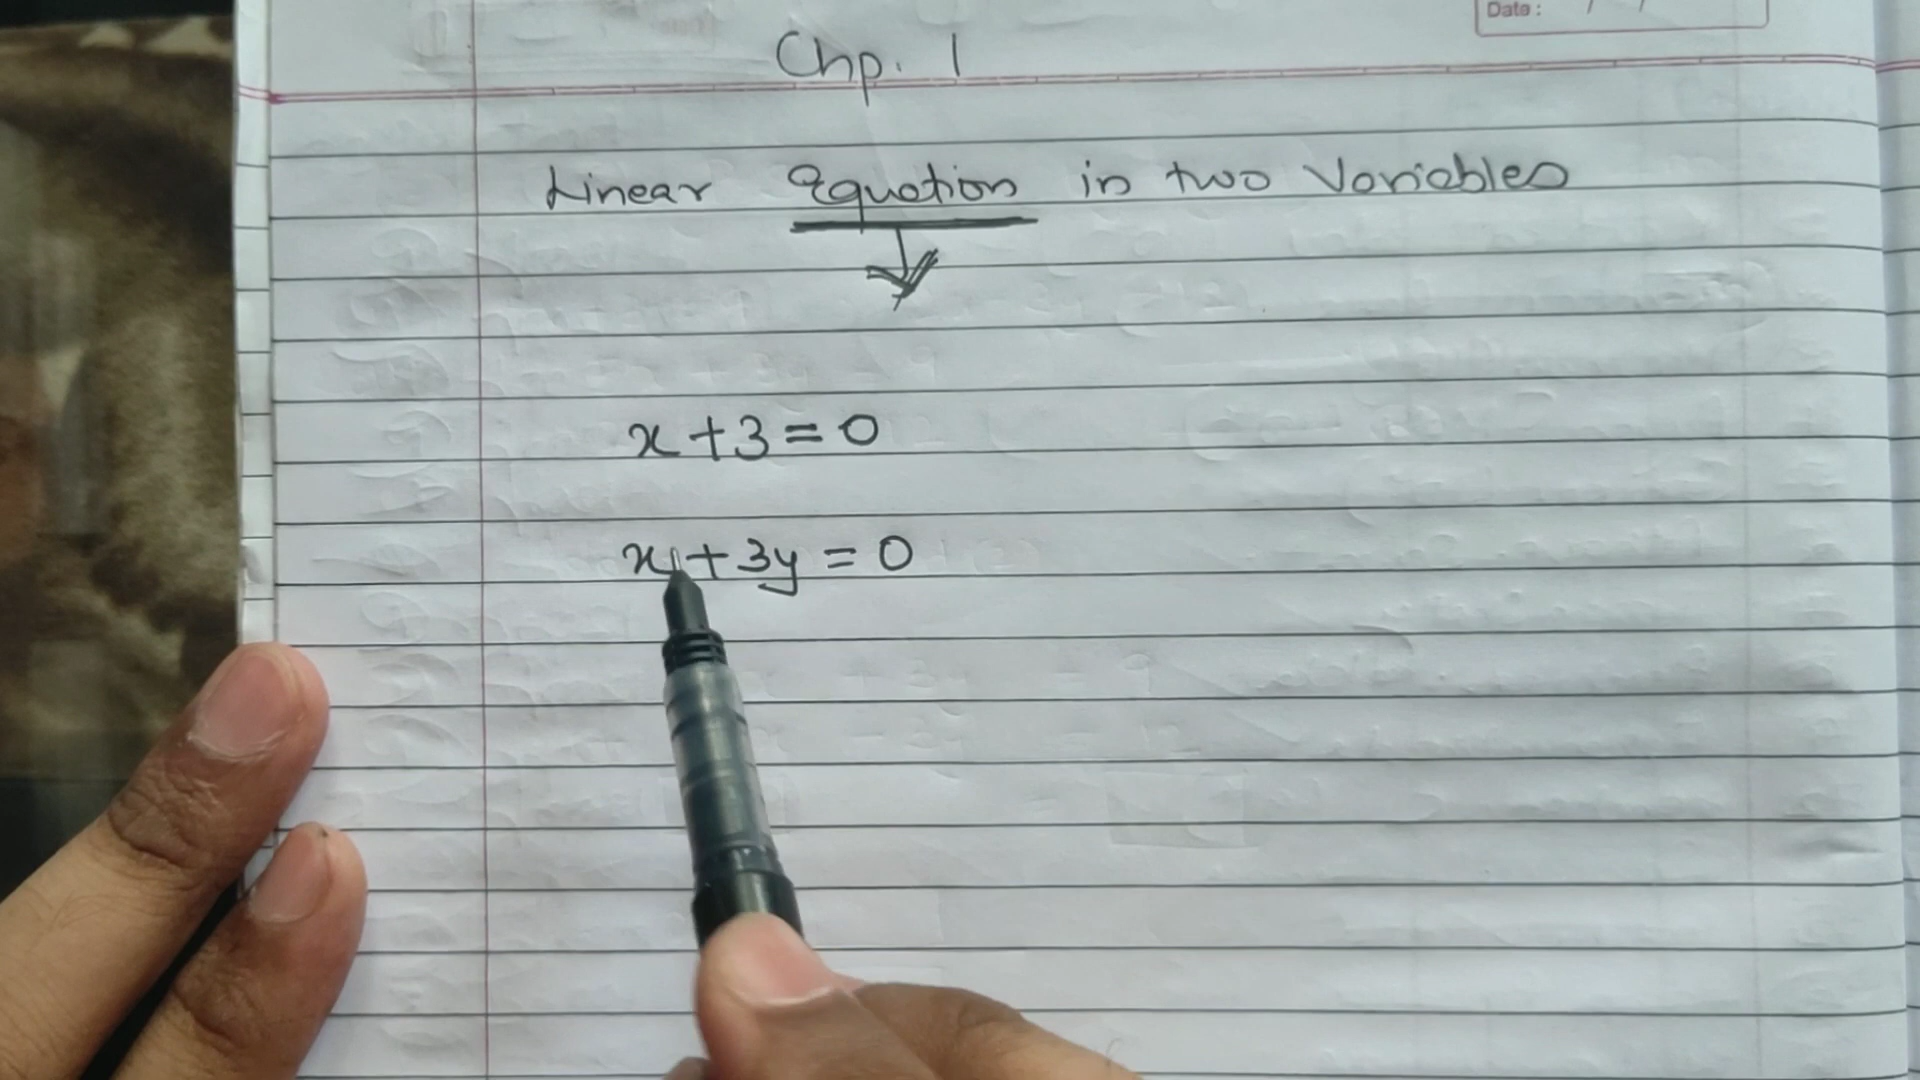 Date : / /
Chp. 1
Linear Equation in two Variables
x + 3 = 0
x + 3y = 0